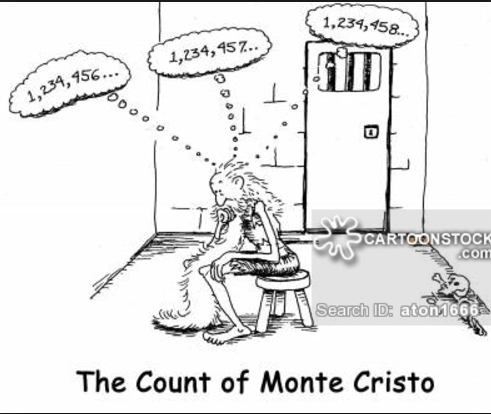 1,234,456...
1,234,457...
1,234,458...
CARTOONSTOCK
.com
Search ID: aton1666
The Count of Monte Cristo